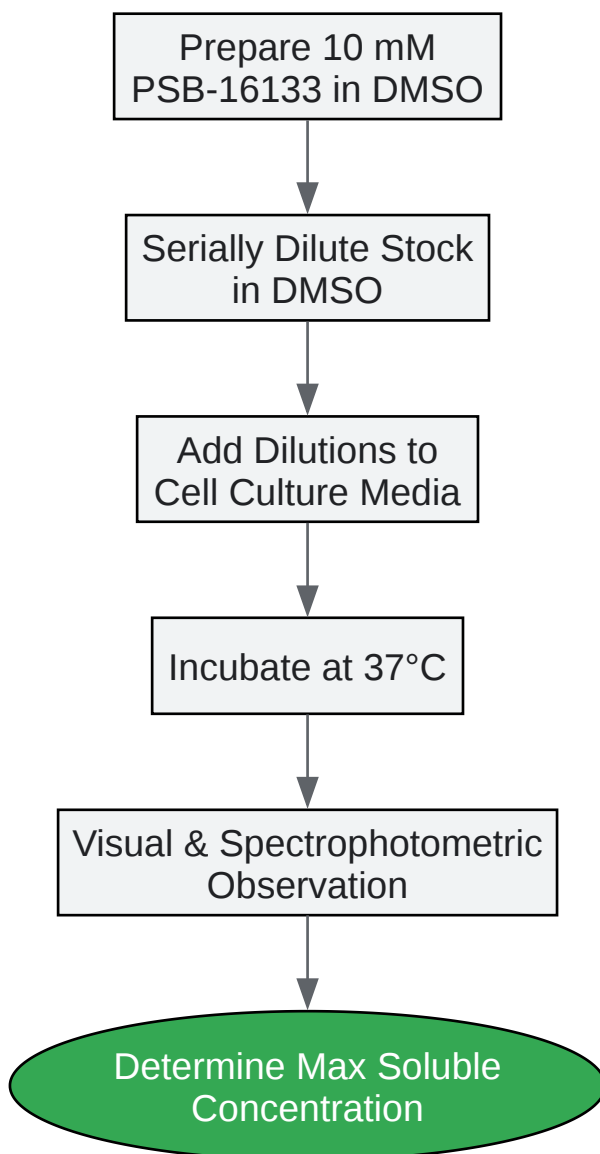 Prepare 10 mM
PSB-16133 in DMSO
Serially Dilute Stock
in DMSO
Add Dilutions to
Cell Culture Media
Incubate at 37°C
Visual & Spectrophotometric
Observation
Determine Max Soluble
Concentration